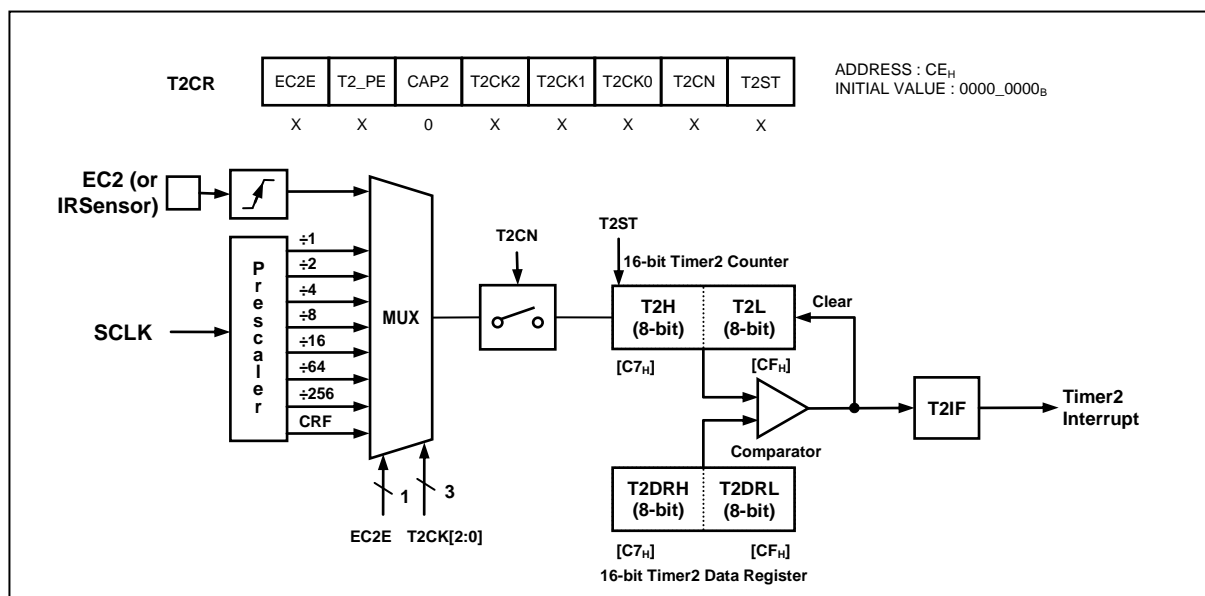 T2CR EC2E T2_PE CAP2 T2CK2 T2CK1 T2CK0 T2CN T2ST
ADDRESS : CEH
INITIAL VALUE : 0000_0000B
X X 0 X X X X X
EC2 (or
IRSensor)
SCLK
Prescaler
÷1
÷2
÷4
÷8
÷16
÷64
÷256
CRF
MUX
1
3
EC2E T2CK[2:0]
T2CN
T2ST
16-bit Timer2 Counter
T2H T2L
(8-bit) (8-bit)
Clear
[C7H] [CFH]
Comparator
T2IF
Timer2
Interrupt
T2DRH T2DRL
(8-bit) (8-bit)
[C7H] [CFH]
16-bit Timer2 Data Register